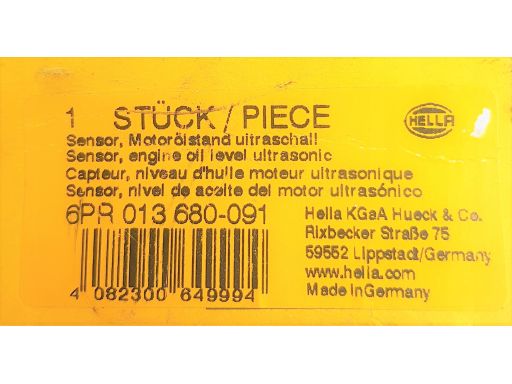 1 STÜCK / PIECE
HELLA
Sensor, Motorölstand ultraschall
Sensor, engine oil level ultrasonic
Capteur, niveau d'huile moteur ultrasonique
Sensor, nivel de aceite del motor ultrasónico
6PR 013 680-091
Hella KGaA Hueck & Co.
Rixbecker Straße 75
59552 Lippstadt/Germany
www.hella.com
Made in Germany
4 082300 649994